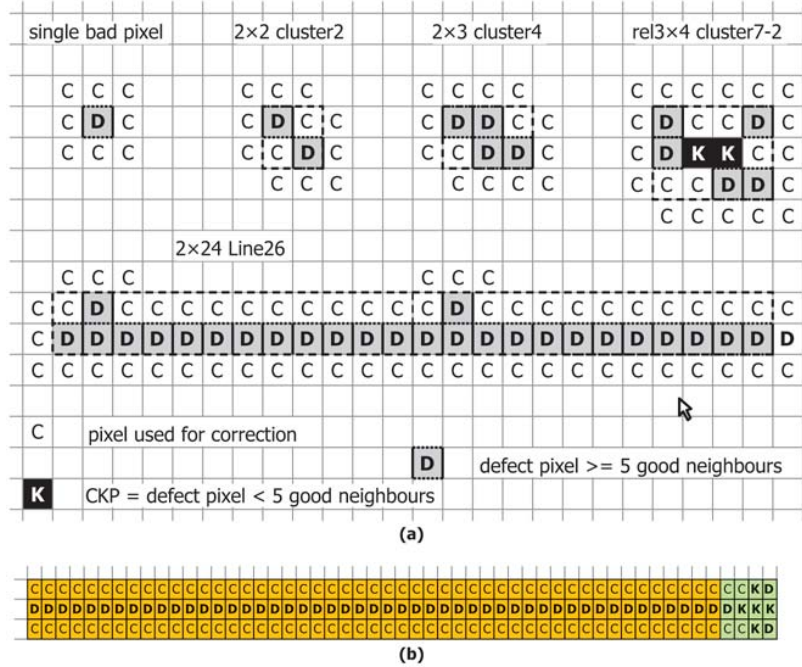 single bad pixel 2×2 cluster2 2×3 cluster4 rel3×4 cluster7-2
C C C C C C C C C C C C C C C C
C D C C D C C C D D C C C D C C D C
C C C C C D C C C D D C C D K K C C
C C C C C C C C C C D D C
C C C C C
2×24 Line26
C C C C C C
C C D C C C C C C C C C C C D C C C C C C C C C C C
C D D D D D D D D D D D D D D D D D D D D D D D D D
C C C C C C C C C C C C C C C C C C C C C C C C C C
C pixel used for correction
D defect pixel >= 5 good neighbours
K CKP = defect pixel < 5 good neighbours
(a)
C C C C C C C C C C C C C C C C C C C C C C C C C C C C C C C C C C C C C C C C C C C C C C C C C C C K D
D D D D D D D D D D D D D D D D D D D D D D D D D D D D D D D D D D D D D D D D D D D D D D D D D D K K K
C C C C C C C C C C C C C C C C C C C C C C C C C C C C C C C C C C C C C C C C C C C C C C C C C C C K D
(b)